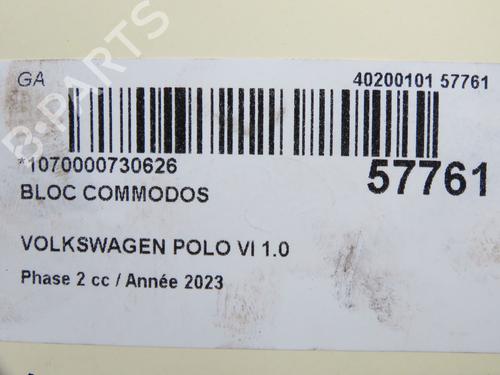 GA
40200101 57761
*1070000730626
57761
BLOC COMMODOS
VOLKSWAGEN POLO VI 1.0
Phase 2 cc / Année 2023
B-PARTS